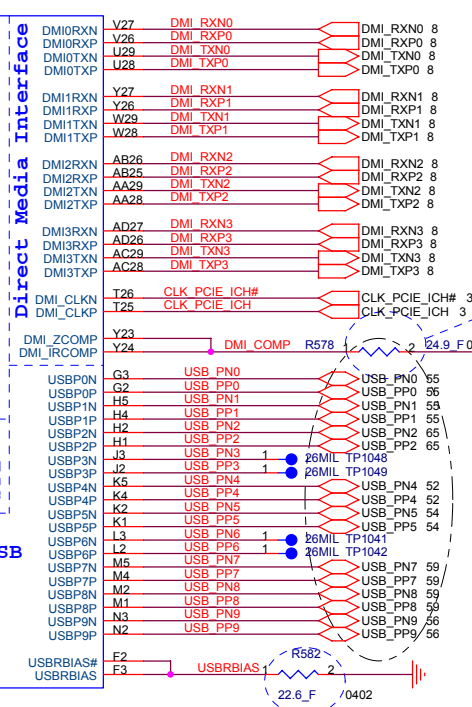 Direct Media Interface
DMI0RXN V27 DMI_RXN0 DMI_RXN0 8
DMI0RXP V26 DMI_RXP0 DMI_RXP0 8
DMI0TXN U29 DMI_TXN0 DMI_TXN0 8
DMI0TXP U28 DMI_TXP0 DMI_TXP0 8
DMI1RXN Y27 DMI_RXN1 DMI_RXN1 8
DMI1RXP Y26 DMI_RXP1 DMI_RXP1 8
DMI1TXN W29 DMI_TXN1 DMI_TXN1 8
DMI1TXP W28 DMI_TXP1 DMI_TXP1 8
DMI2RXN AB26 DMI_RXN2 DMI_RXN2 8
DMI2RXP AB25 DMI_RXP2 DMI_RXP2 8
DMI2TXN AA29 DMI_TXN2 DMI_TXN2 8
DMI2TXP AA28 DMI_TXP2 DMI_TXP2 8
DMI3RXN AD27 DMI_RXN3 DMI_RXN3 8
DMI3RXP AD26 DMI_RXP3 DMI_RXP3 8
DMI3TXN AC29 DMI_TXN3 DMI_TXN3 8
DMI3TXP AC28 DMI_TXP3 DMI_TXP3 8
DMI_CLKN T26 CLK_PCIE_ICH# CLK_PCIE_ICH# 3
DMI_CLKP T25 CLK_PCIE_ICH CLK_PCIE_ICH 3
DMI_ZCOMP Y23
DMI_IRCOMP Y24 DMI_COMP R578 1 2 24.9_F 0
USBP0N G3 USB_PN0 USB_PN0 55
USBP0P G2 USB_PP0 USB_PP0 55
USBP1N H5 USB_PN1 USB_PN1 55
USBP1P H4 USB_PP1 USB_PP1 55
USBP2N H2 USB_PN2 USB_PN2 65
USBP2P H1 USB_PP2 USB_PP2 65
USBP3N J3 USB_PN3 1 26MIL TP1048
USBP3P J2 USB_PP3 1 26MIL TP1049
USBP4N K5 USB_PN4 USB_PN4 52
USBP4P K4 USB_PP4 USB_PP4 52
USBP5N K2 USB_PN5 USB_PN5 54
USBP5P K1 USB_PP5 USB_PP5 54
USBP6N L3 USB_PN6 1 26MIL TP1041
SB
USBP6P L2 USB_PP6 1 26MIL TP1042
USBP7N M5 USB_PN7 USB_PN7 59
USBP7P M4 USB_PP7 USB_PP7 59
USBP8N M2 USB_PN8 USB_PN8 59
USBP8P M1 USB_PP8 USB_PP8 59
USBP9N N3 USB_PN9 USB_PN9 56
USBP9P N2 USB_PP9 USB_PP9 56
R582
USBRBIAS# F2
USBRBIAS F3 USBRBIAS 1 2
22.6_F 0402